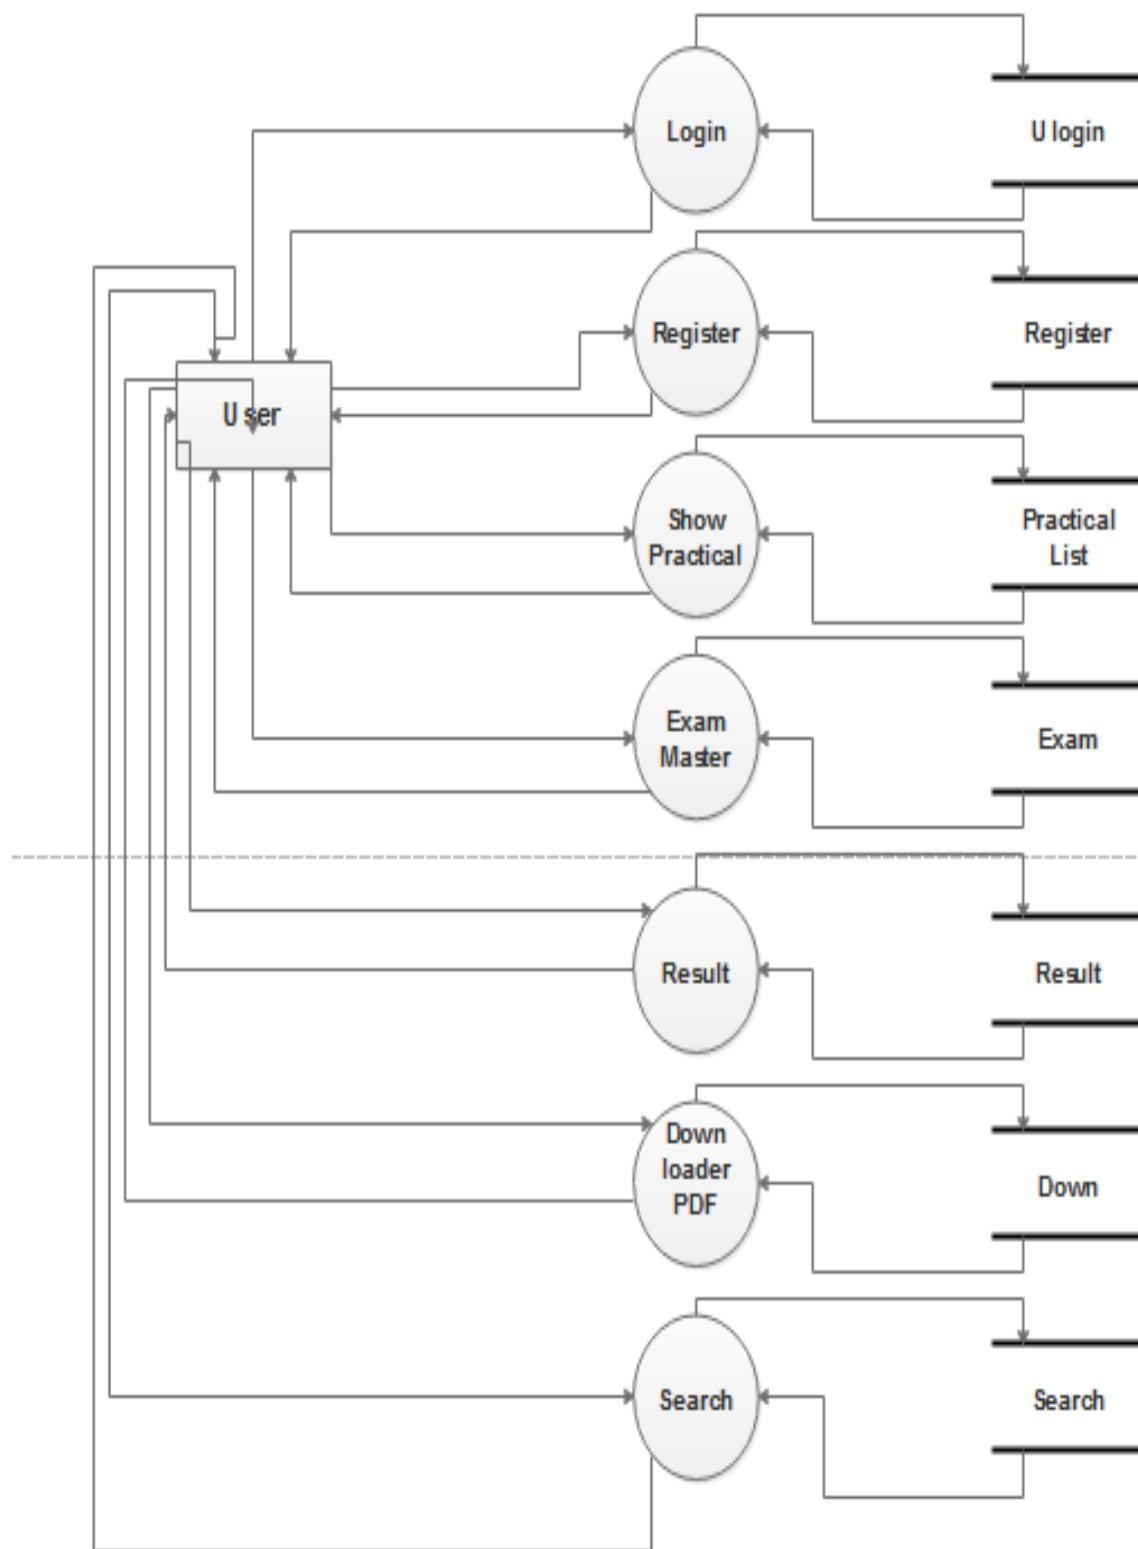 Login
U login
Register
Register
User
Show
Practical
Practical
List
Exam
Master
Exam
Result
Result
Down
loader
PDF
Down
Search
Search